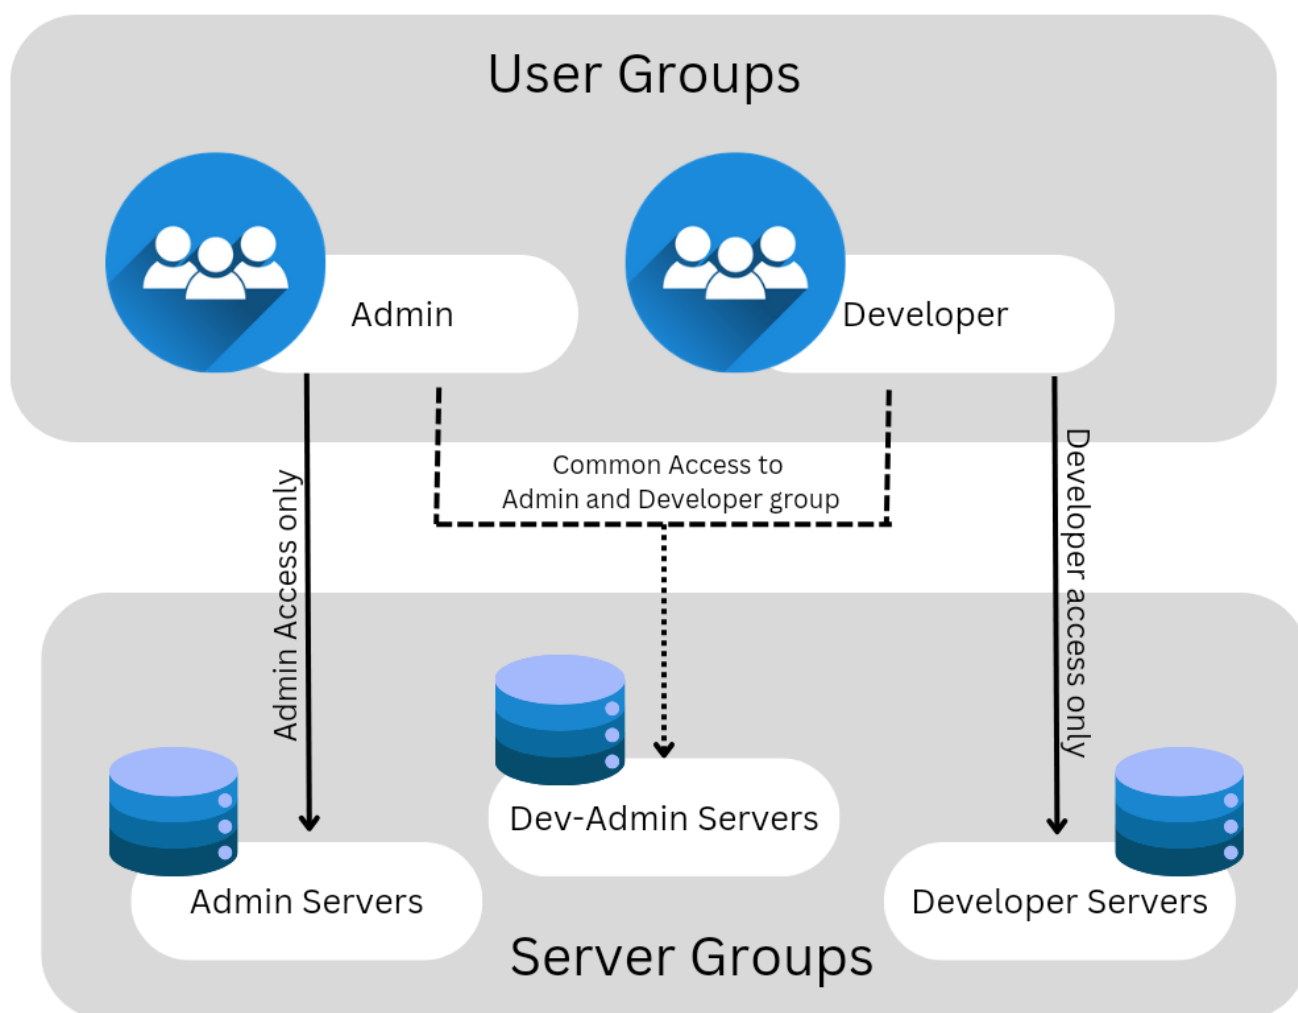 User Groups
Admin
Developer
Common Access to
Admin and Developer group
Admin Access only
Developer access only
Dev-Admin Servers
Admin Servers
Developer Servers
Server Groups